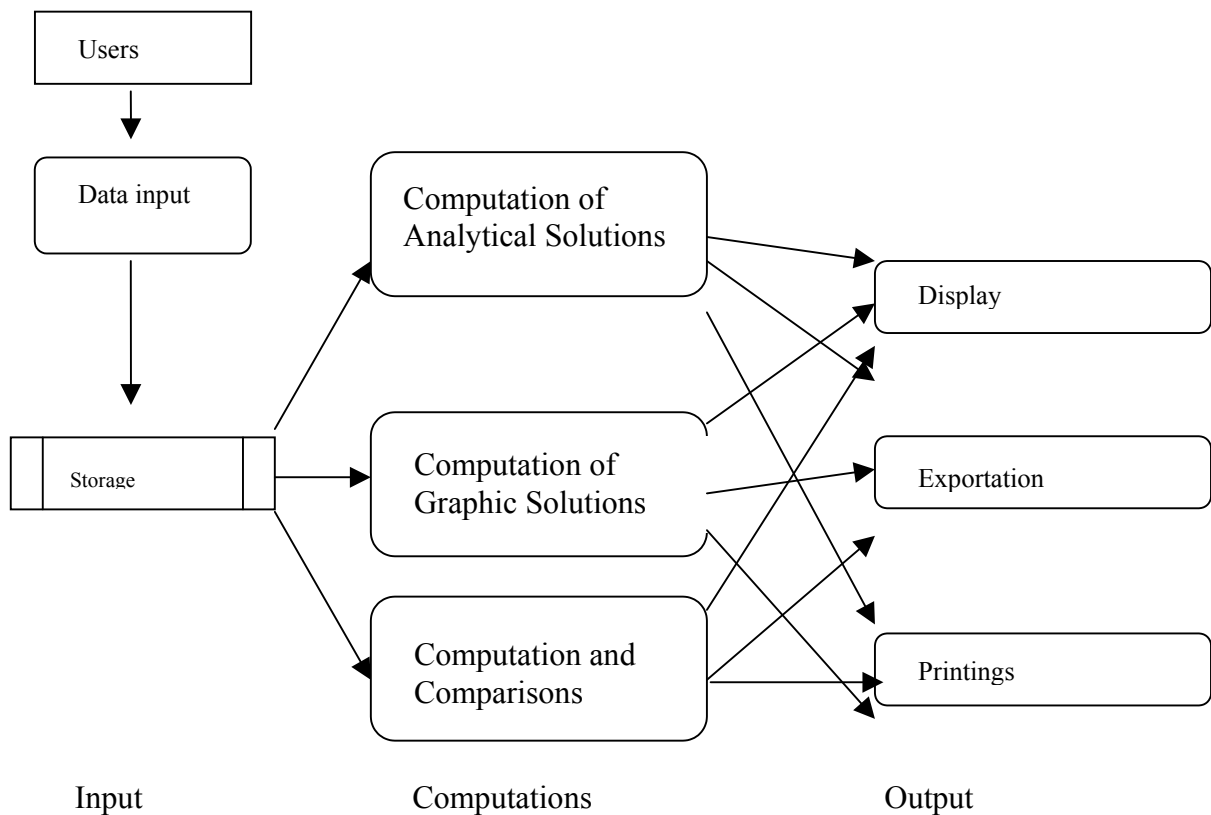 Users
Data input
Storage
Computation of
Analytical Solutions
Computation of
Graphic Solutions
Computation and
Comparisons
Display
Exportation
Printings
Input
Computations
Output